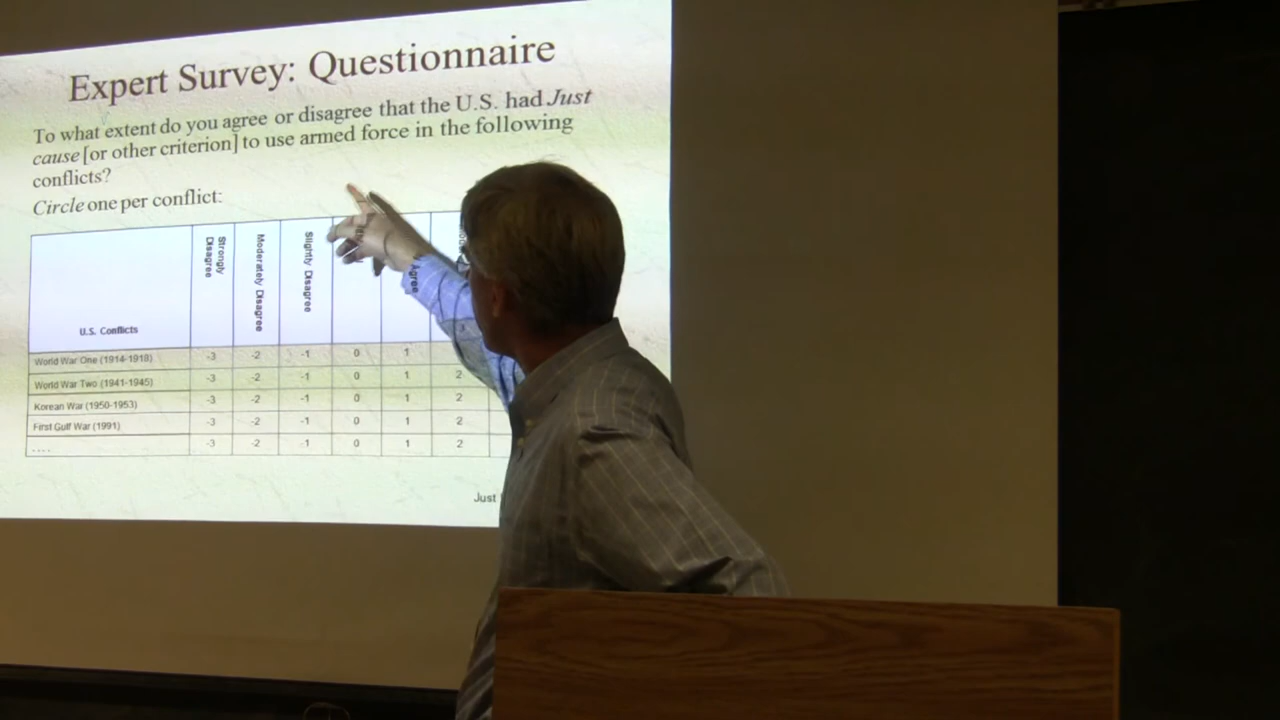 Expert Survey: Questionnaire
To what extent do you agree or disagree that the U.S. had Just
cause [or other criterion] to use armed force in the following
conflicts?
Circle one per conflict:
U.S. Conflicts
Strongly
Disagree
Moderately Disagree
Slightly Disagree
Agree
World War One (1914-1918) -3 -2 -1 0 1
World War Two (1941-1945) -3 -2 -1 0 1 2
Korean War (1950-1953) -3 -2 -1 0 1 2
First Gulf War (1991) -3 -2 -1 0 1 2
.... -3 -2 -1 0 1 2
Just